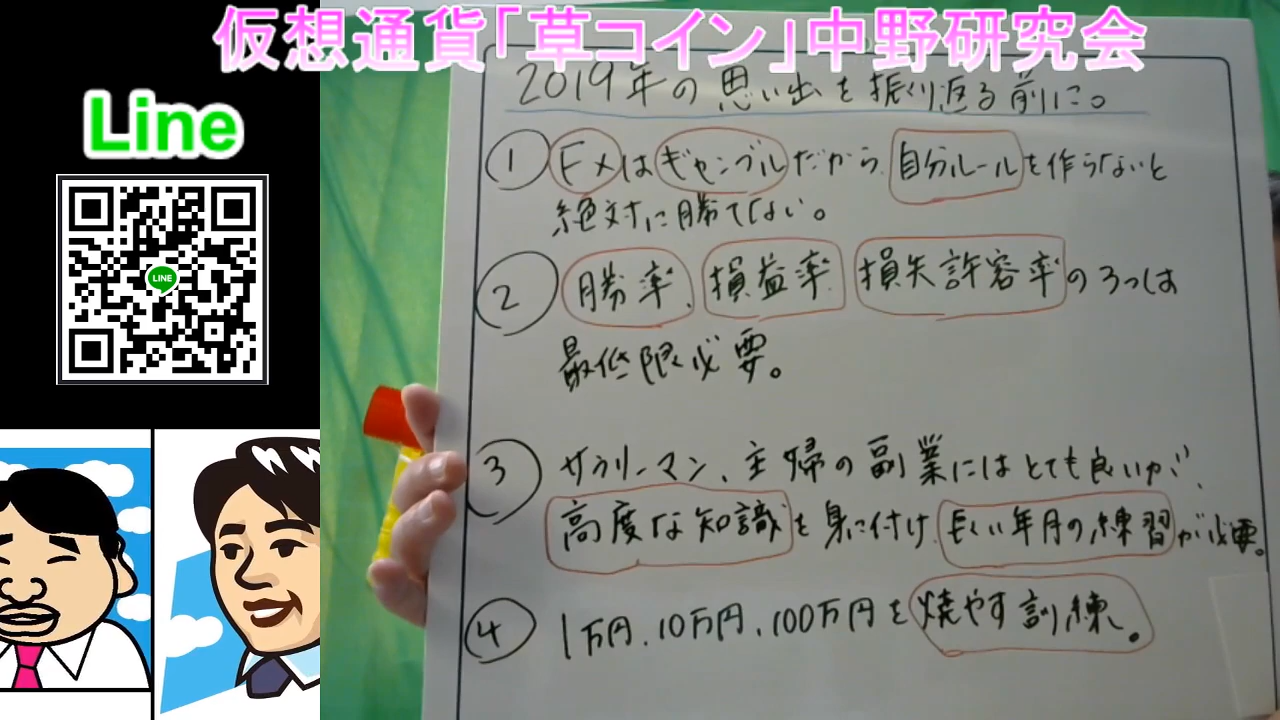 仮想通貨「草コイン」中野研究会
Line
LINE
2019年の思い出を振り返る前に。
① FXはギャンブルだから、自分ルールを作らないと
絶対に勝てない。
② 勝率、損益率、損失許容率の3つは
最低限必要。
③ サラリーマン、主婦の副業にはとても良いが、
高度な知識を身に付け、長い年月の練習が必要。
④ 1万円、10万円、100万円を燃やす訓練。